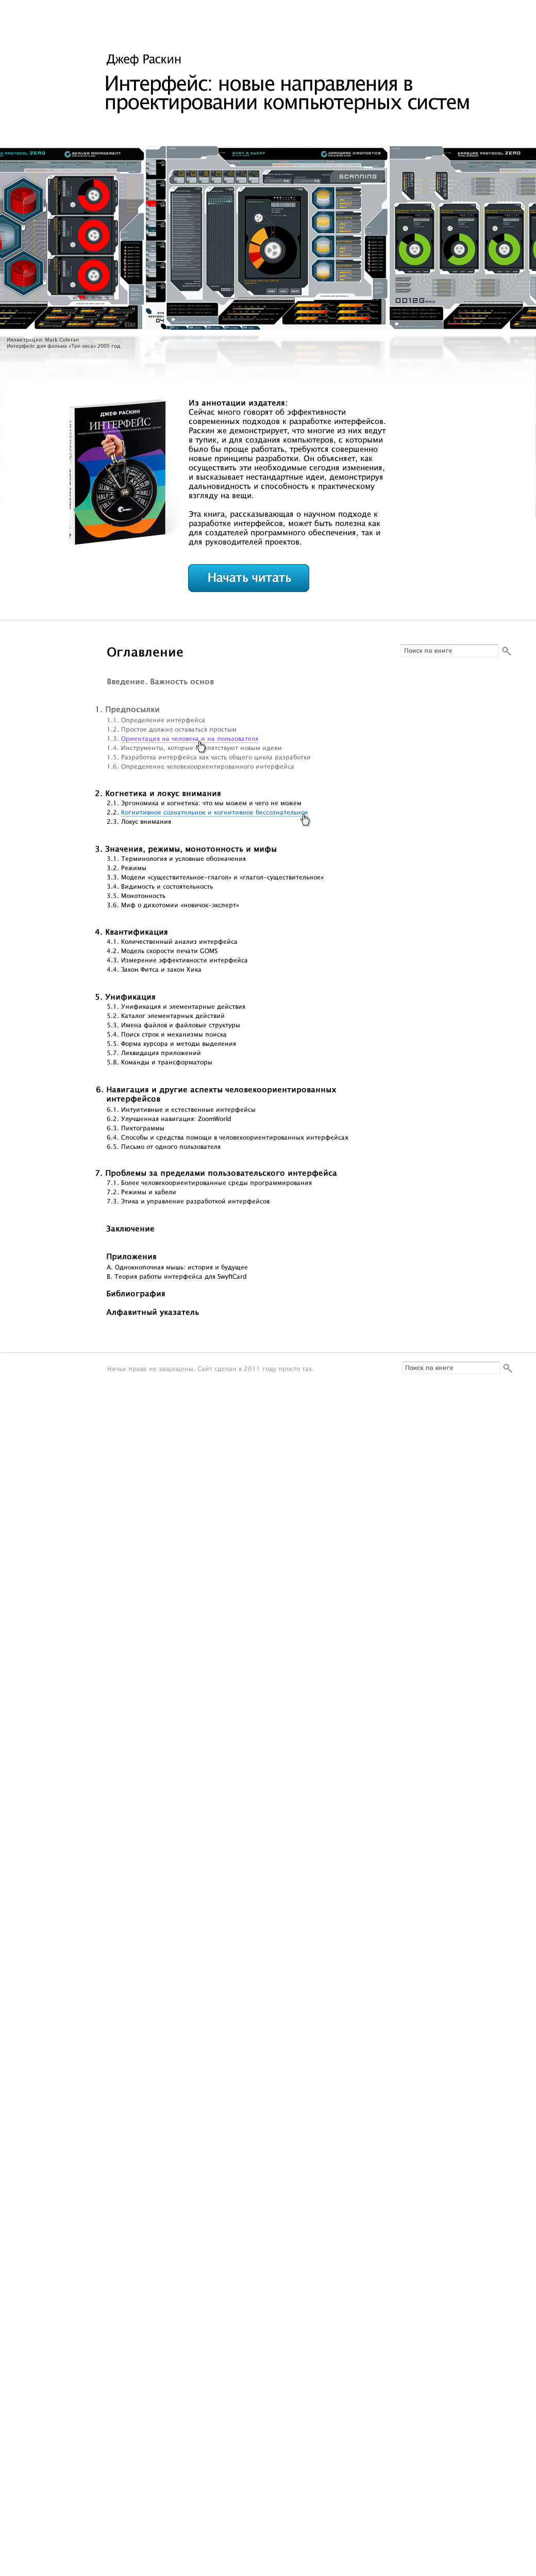 Джеф Раскин
Интерфейс: новые направления в
проектировании компьютерных систем
PROTOCOL ZERO
SERVER MANAGEMENT
HARDWARE DIAGNOSTICS
PROTOCOL ZERO
SCANNING
0012G
Иллюстрации: Mark Coleran
Интерфейс для фильма «Три икса» 2005 год
ДЖЕФ РАСКИН
ИНТЕРФЕЙС
Из аннотации издателя:
Сейчас много говорят об эффективности
современных подходов к разработке интерфейсов.
Раскин же демонстрирует, что многие из них ведут
в тупик, и для создания компьютеров, с которыми
было бы проще работать, требуются совершенно
новые принципы разработки. Он объясняет, как
осуществить эти необходимые сегодня изменения,
и высказывает нестандартные идеи, демонстрируя
дальновидность и способность к практическому
взгляду на вещи.
Эта книга, рассказывающая о научном подходе к
разработке интерфейсов, может быть полезна как
для создателей программного обеспечения, так и
для руководителей проектов.
Начать читать
Оглавление
Поиск по книге
Введение. Важность основ
1. Предпосылки
1.1. Определение интерфейса
1.2. Простое должно оставаться простым
1.3. Ориентация на человека и на пользователя
1.4. Инструменты, которые пятствуют новым идеям
1.5. Разработка интерфейса как часть общего цикла разработки
1.6. Определение человекоориентированного интерфейса
2. Когнетика и локус внимания
2.1. Эргономика и когнетика: что мы можем и чего не можем
2.2. Когнитивное сознательное и когнитивное бессознательное
2.3. Локус внимания
3. Значения, режимы, монотонность и мифы
3.1. Терминология и условные обозначения
3.2. Режимы
3.3. Модели «существительное-глагол» и «глагол-существительное»
3.4. Видимость и состоятельность
3.5. Монотонность
3.6. Миф о дихотомии «новичок-эксперт»
4. Квантификация
4.1. Количественный анализ интерфейса
4.2. Модель скорости печати GOMS
4.3. Измерение эффективности интерфейса
4.4. Закон Фитса и закон Хика
5. Унификация
5.1. Унификация и элементарные действия
5.2. Каталог элементарных действий
5.3. Имена файлов и файловые структуры
5.4. Поиск строк и механизмы поиска
5.5. Форма курсора и методы выделения
5.7. Ликвидация приложений
5.8. Команды и трансформаторы
6. Навигация и другие аспекты человекоориентированных
интерфейсов
6.1. Интуитивные и естественные интерфейсы
6.2. Улучшенная навигация: ZoomWorld
6.3. Пиктограммы
6.4. Способы и средства помощи в человекоориентированных интерфейсах
6.5. Письмо от одного пользователя
7. Проблемы за пределами пользовательского интерфейса
7.1. Более человекоориентированные среды программирования
7.2. Режимы и кабели
7.3. Этика и управление разработкой интерфейсов
Заключение
Приложения
A. Однокнопочная мышь: история и будущее
B. Теория работы интерфейса для SwyftCard
Библиография
Алфавитный указатель
Ничьи права не защищены. Сайт сделан в 2011 году просто так.
Поиск по книге